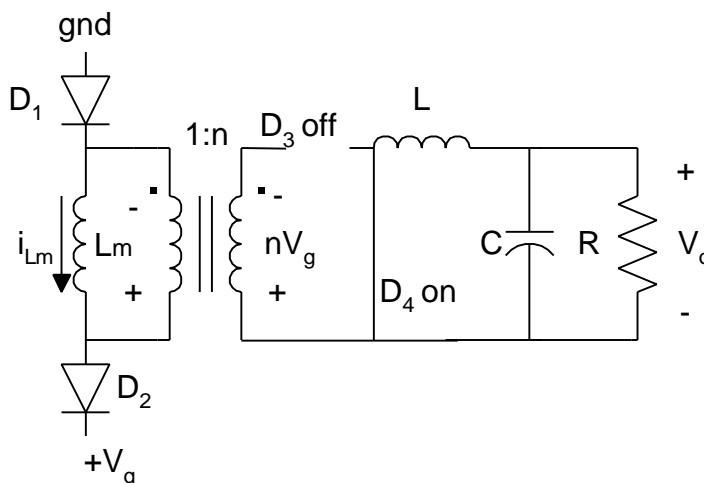 gnd
D1
L
1:n
D3 off
- -
iLm
Lm
nVg
C
R
+
Vo
-
+ +
D4 on
D2
+Vg